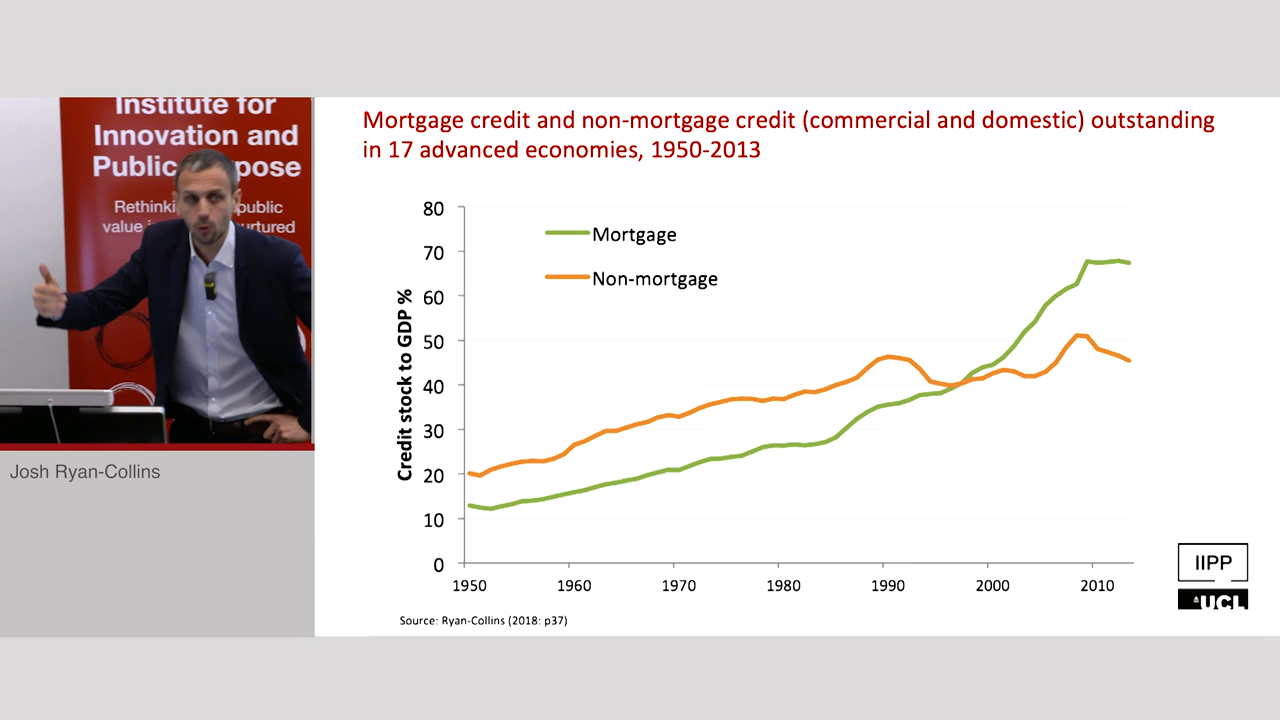 Institute for
Innovation and
Public pose
Rethinki public
value i urtured
Josh Ryan-Collins
Mortgage credit and non-mortgage credit (commercial and domestic) outstanding
in 17 advanced economies, 1950-2013
Credit stock to GDP %
80
70
60
50
40
30
20
10
0
Mortgage
Non-mortgage
1950 1960 1970 1980 1990 2000 2010
Source: Ryan-Collins (2018: p37)
IIPP
UCL